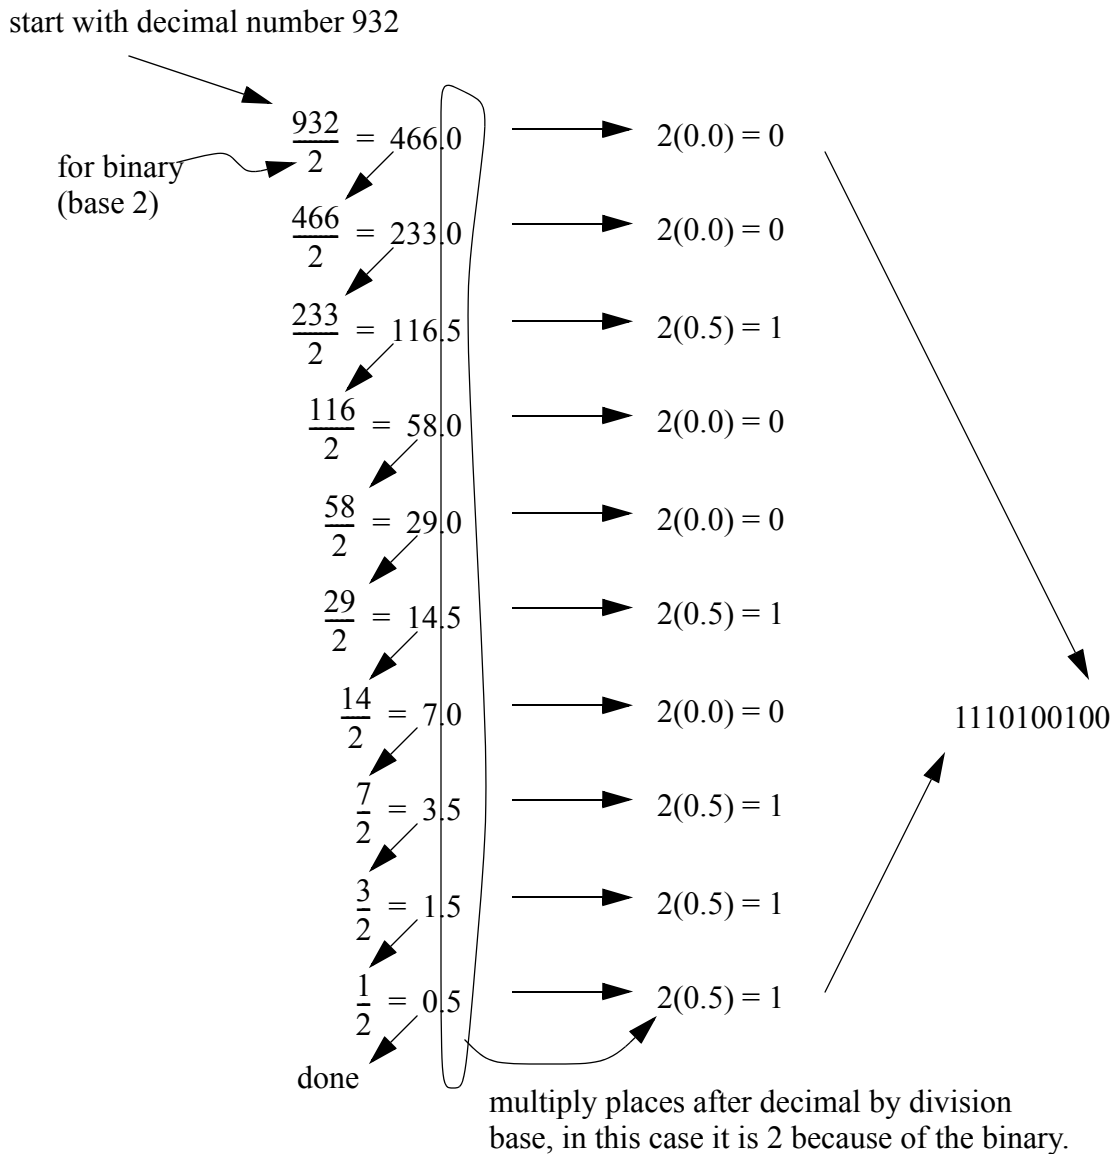 start with decimal number 932
932/2 = 466.0 2(0.0) = 0
for binary
(base 2)
466/2 = 233.0 2(0.0) = 0
233/2 = 116.5 2(0.5) = 1
116/2 = 58.0 2(0.0) = 0
58/2 = 29.0 2(0.0) = 0
29/2 = 14.5 2(0.5) = 1
14/2 = 7.0 2(0.0) = 0
1110100100
7/2 = 3.5 2(0.5) = 1
3/2 = 1.5 2(0.5) = 1
1/2 = 0.5 2(0.5) = 1
done
multiply places after decimal by division
base, in this case it is 2 because of the binary.